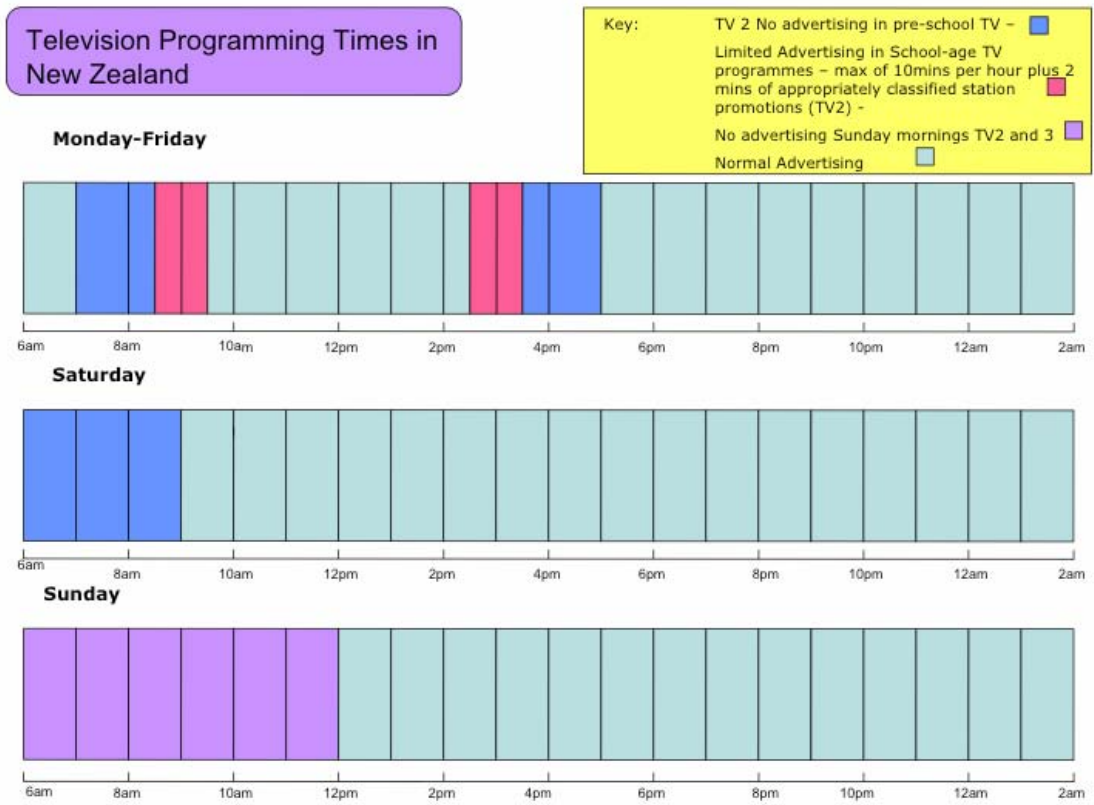 Television Programming Times in
New Zealand
Key:
TV 2 No advertising in pre-school TV –
Limited Advertising in School-age TV
programmes – max of 10mins per hour plus 2
mins of appropriately classified station
promotions (TV2) -
No advertising Sunday mornings TV2 and 3
Normal Advertising
Monday-Friday
6am 8am 10am 12pm 2pm 4pm 6pm 8pm 10pm 12am 2am
Saturday
6am 8am 10am 12pm 2pm 4pm 6pm 8pm 10pm 12am 2am
Sunday
6am 8am 10am 12pm 2pm 4pm 6pm 8pm 10pm 12am 2am